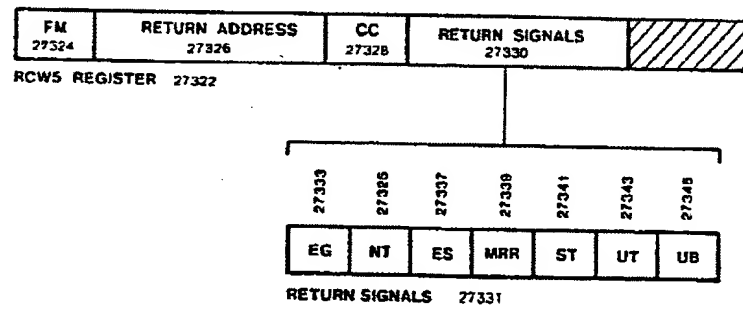 FM RETURN ADDRESS CC RETURN SIGNALS
27324 27326 27328 27330
RCWS REGISTER 27322
27333 27325 27337 27339 27341 27343 27345
EG NT ES MRR ST UT UB
RETURN SIGNALS 27331